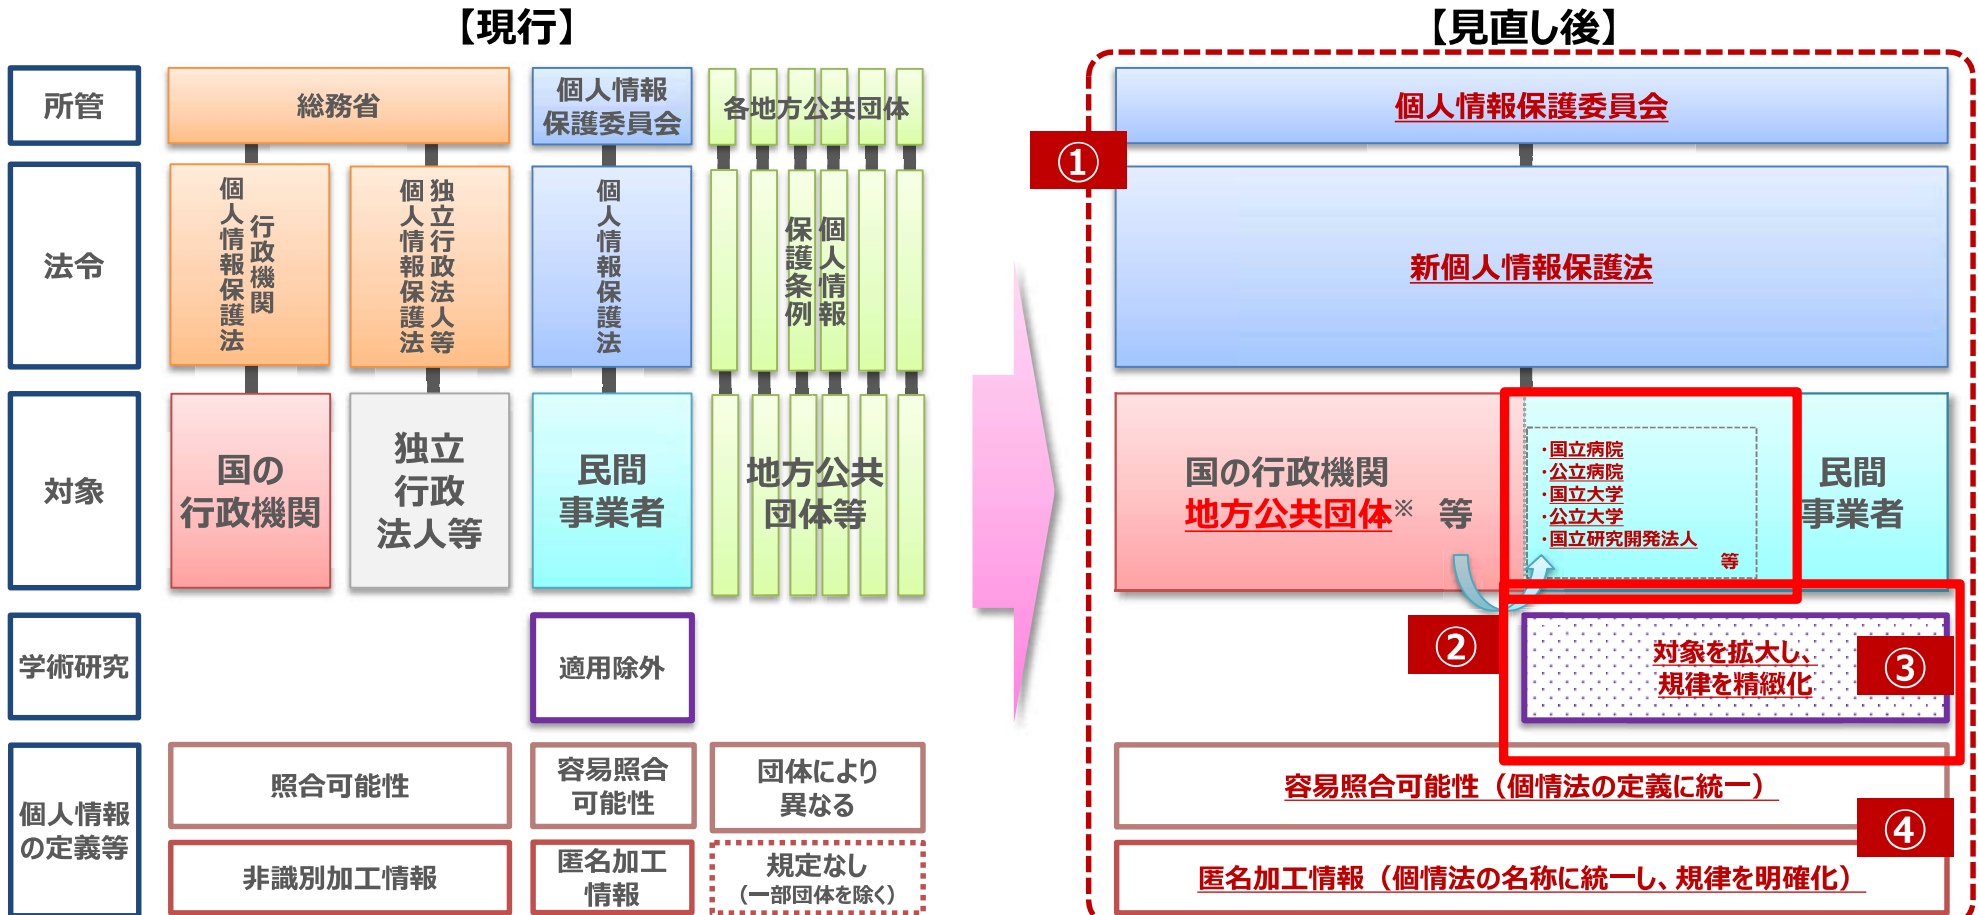 【現行】
【見直し後】
所管
総務省
個人情報
保護委員会
各地方公共団体
個人情報保護委員会
①
法令
行政機関
個人情報保護法
独立行政法人等
個人情報保護法
個人情報保護法
個人情報
保護条例
新個人情報保護法
対象
国の
行政機関
独立
行政
法人等
民間
事業者
地方公共
団体等
国の行政機関
地方公共団体※ 等
・国立病院
・公立病院
・国立大学
・公立大学
・国立研究開発法人
等
民間
事業者
②
学術研究
適用除外
対象を拡大し、
規律を精緻化
③
個人情報
の定義等
照合可能性
容易照合
可能性
団体により
異なる
容易照合可能性（個情法の定義に統一）
④
非識別加工情報
匿名加工
情報
規定なし
（一部団体を除く）
匿名加工情報（個情法の名称に統一し、規律を明確化）